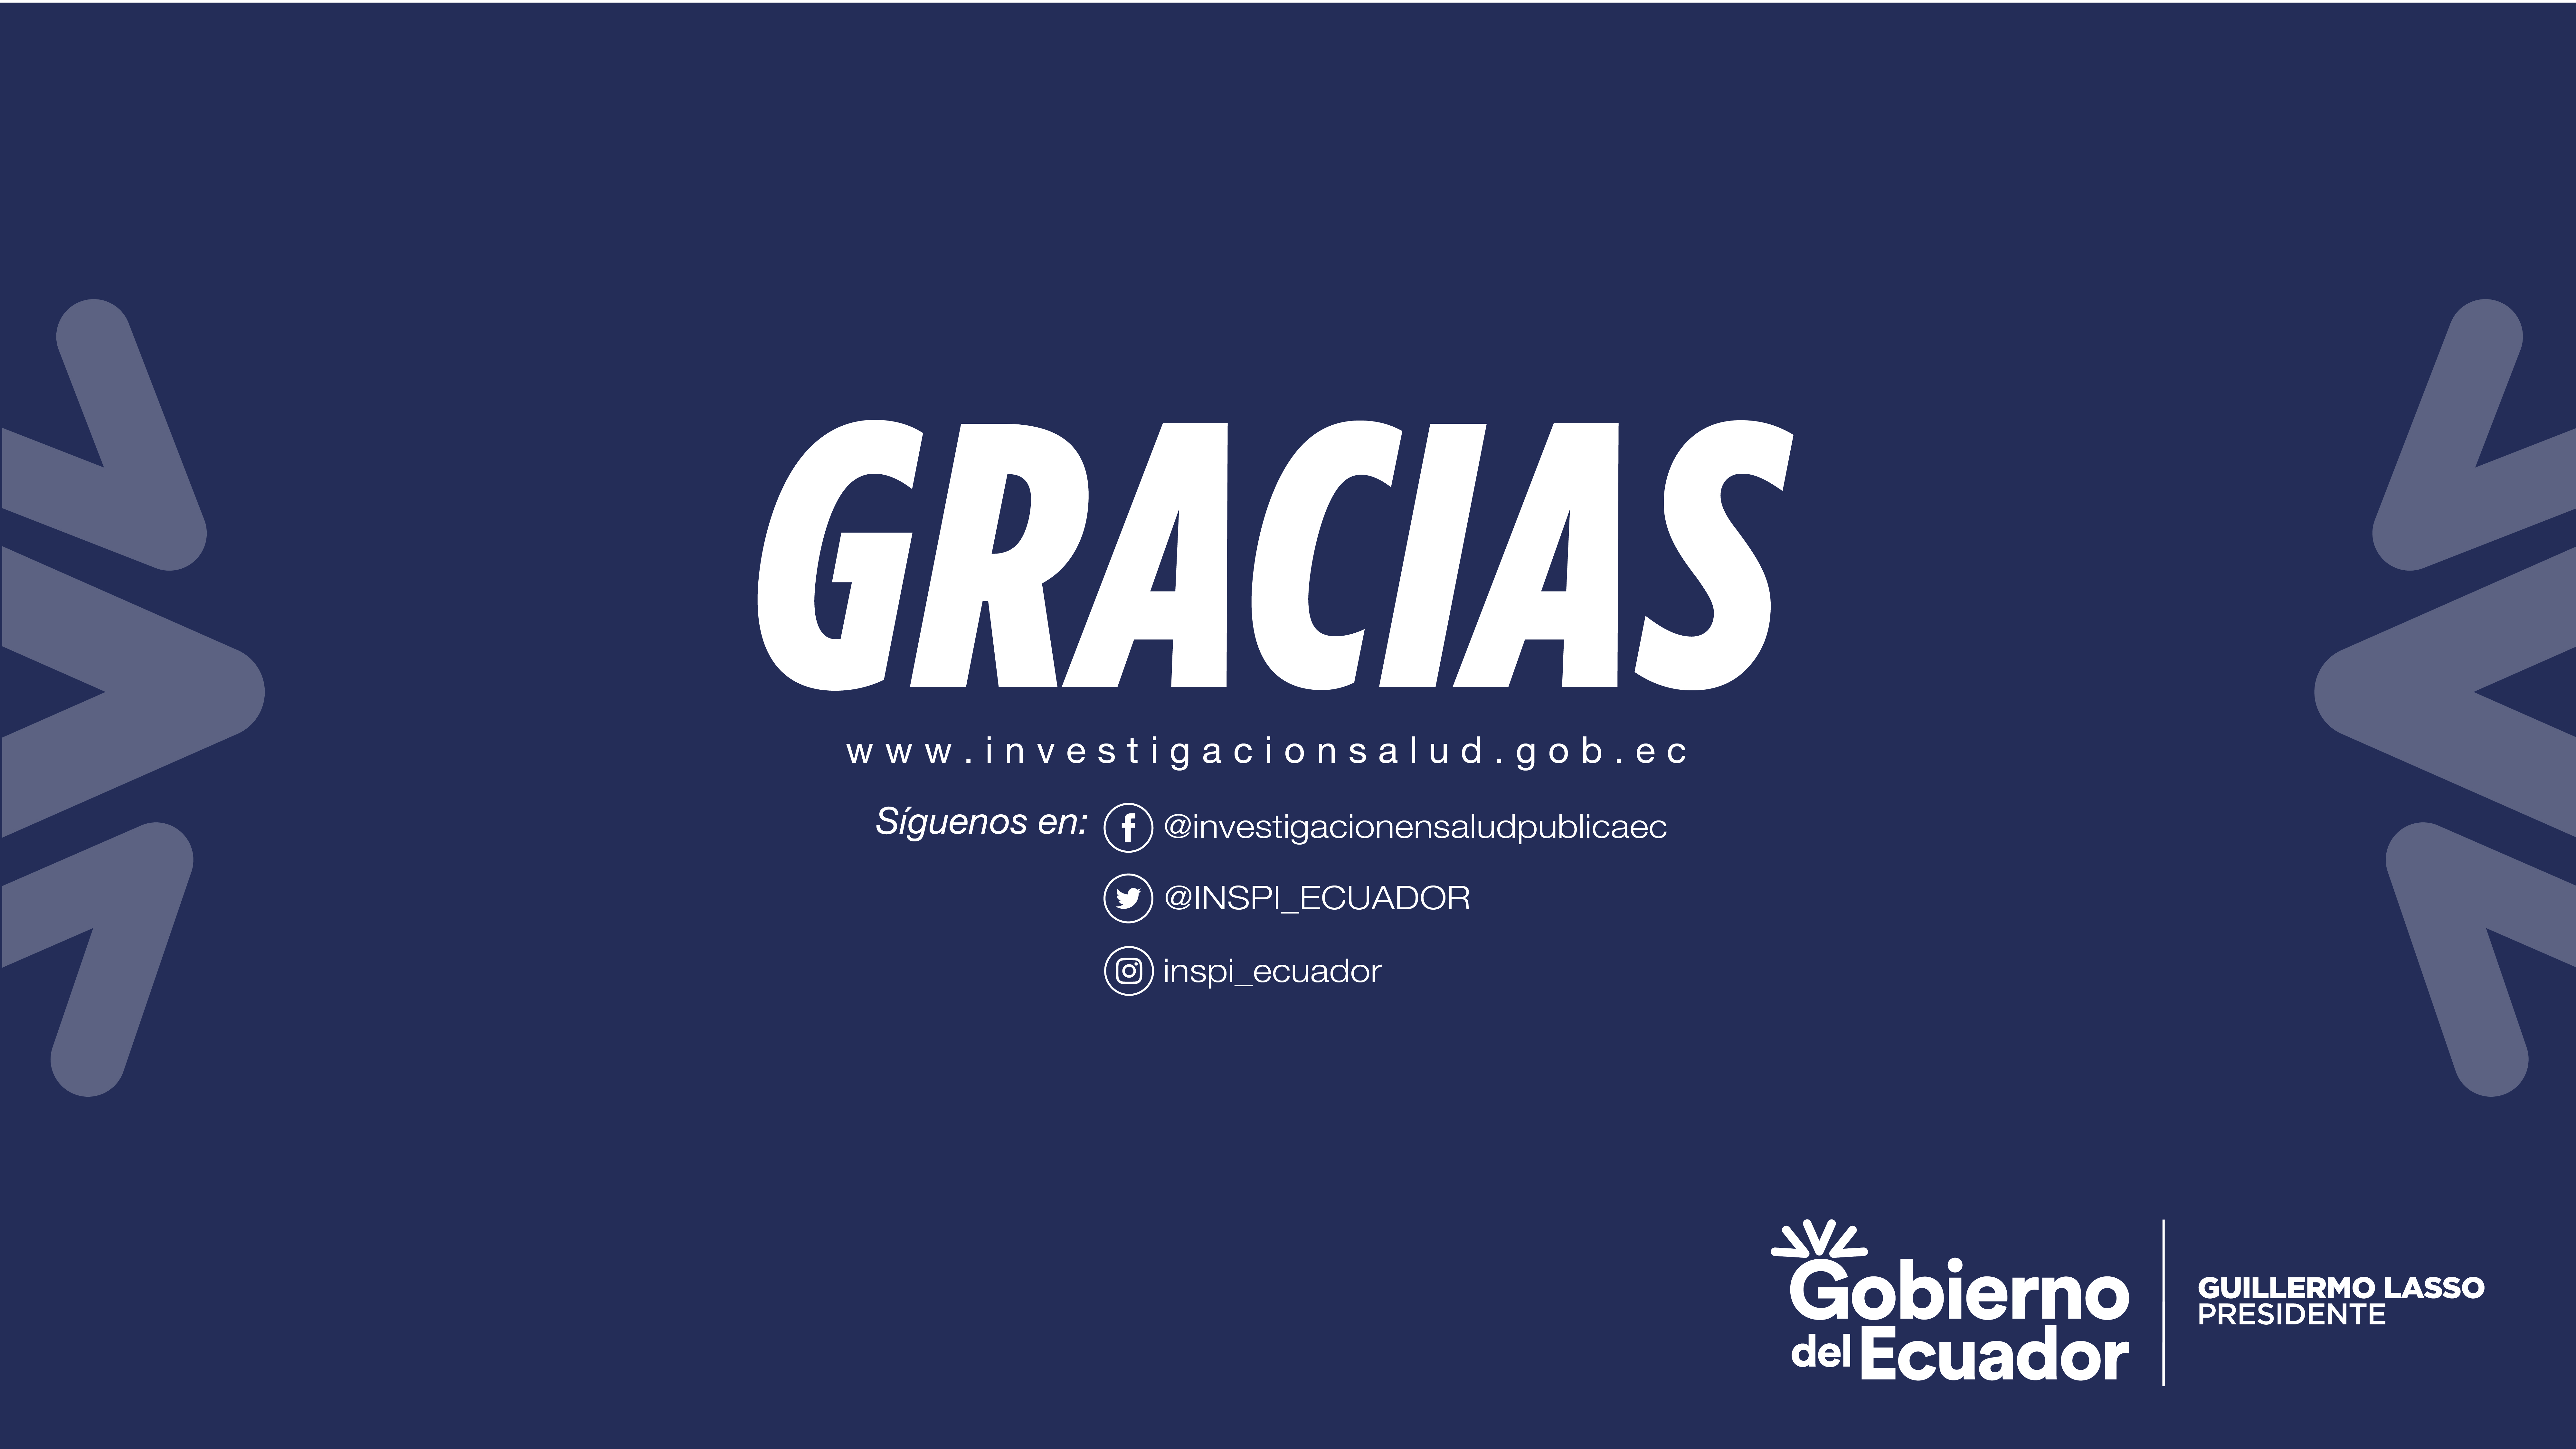 GRACIAS
www.investigacionsalud.gob.ec
Síguenos en: @investigacionensaludpublicaec
@INSPI_ECUADOR
inspi_ecuador
Gobierno
del Ecuador
GUILLERMO LASSO
PRESIDENTE